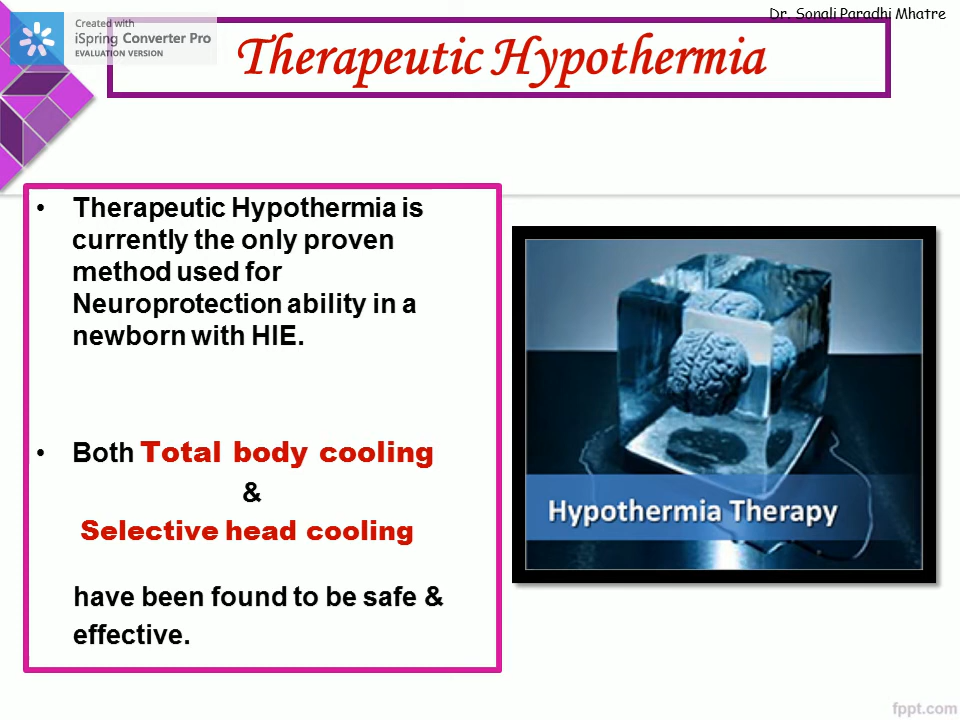 Dr. Sonali Paradhi Mhatre
Created with
iSpring Converter Pro
EVALUATION VERSION
Therapeutic Hypothermia
• Therapeutic Hypothermia is
currently the only proven
method used for
Neuroprotection ability in a
newborn with HIE.
• Both Total body cooling
&
Selective head cooling
have been found to be safe &
effective.
Hypothermia Therapy
fppt.com